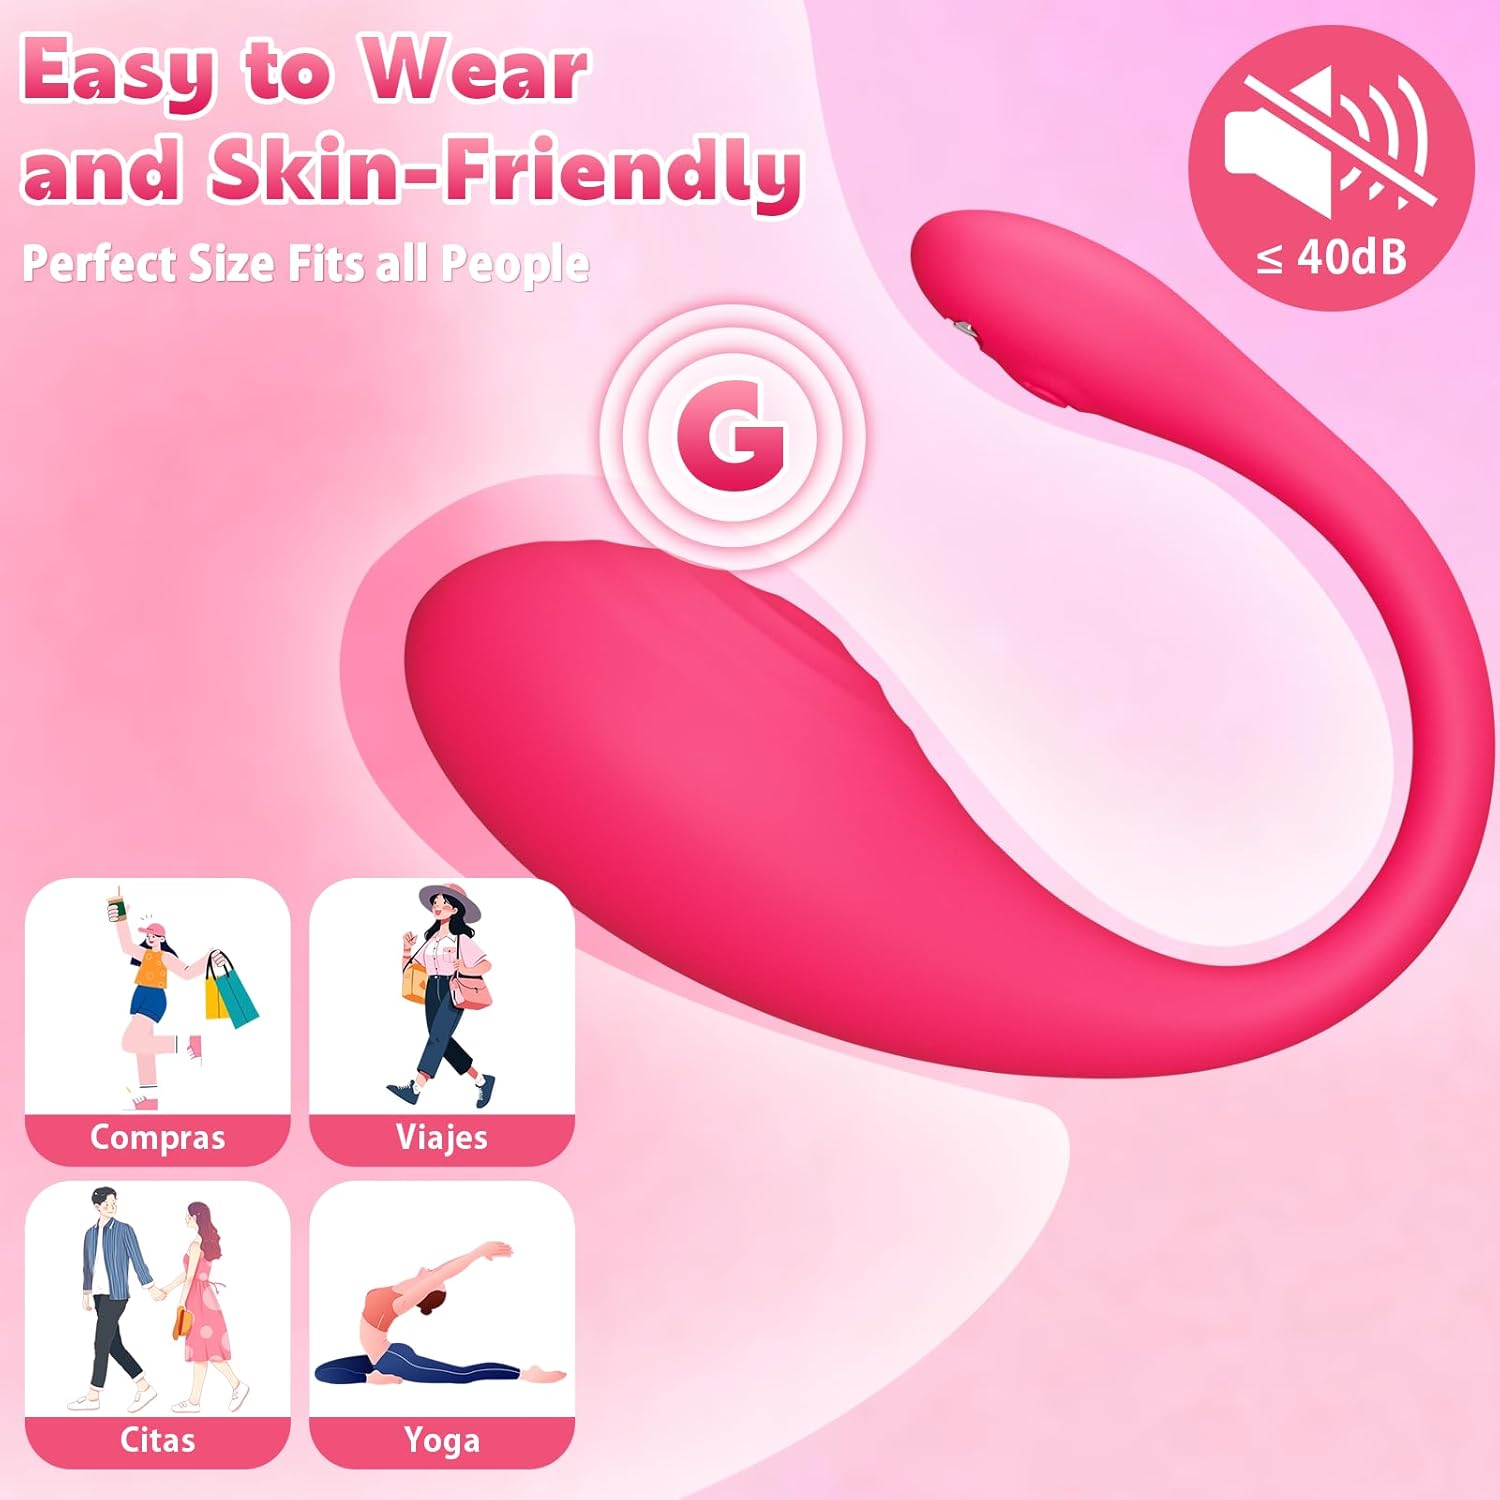 Easy to Wear
and Skin-Friendly
Perfect Size Fits all People
≤ 40dB
G
Compras
Viajes
Citas
Yoga